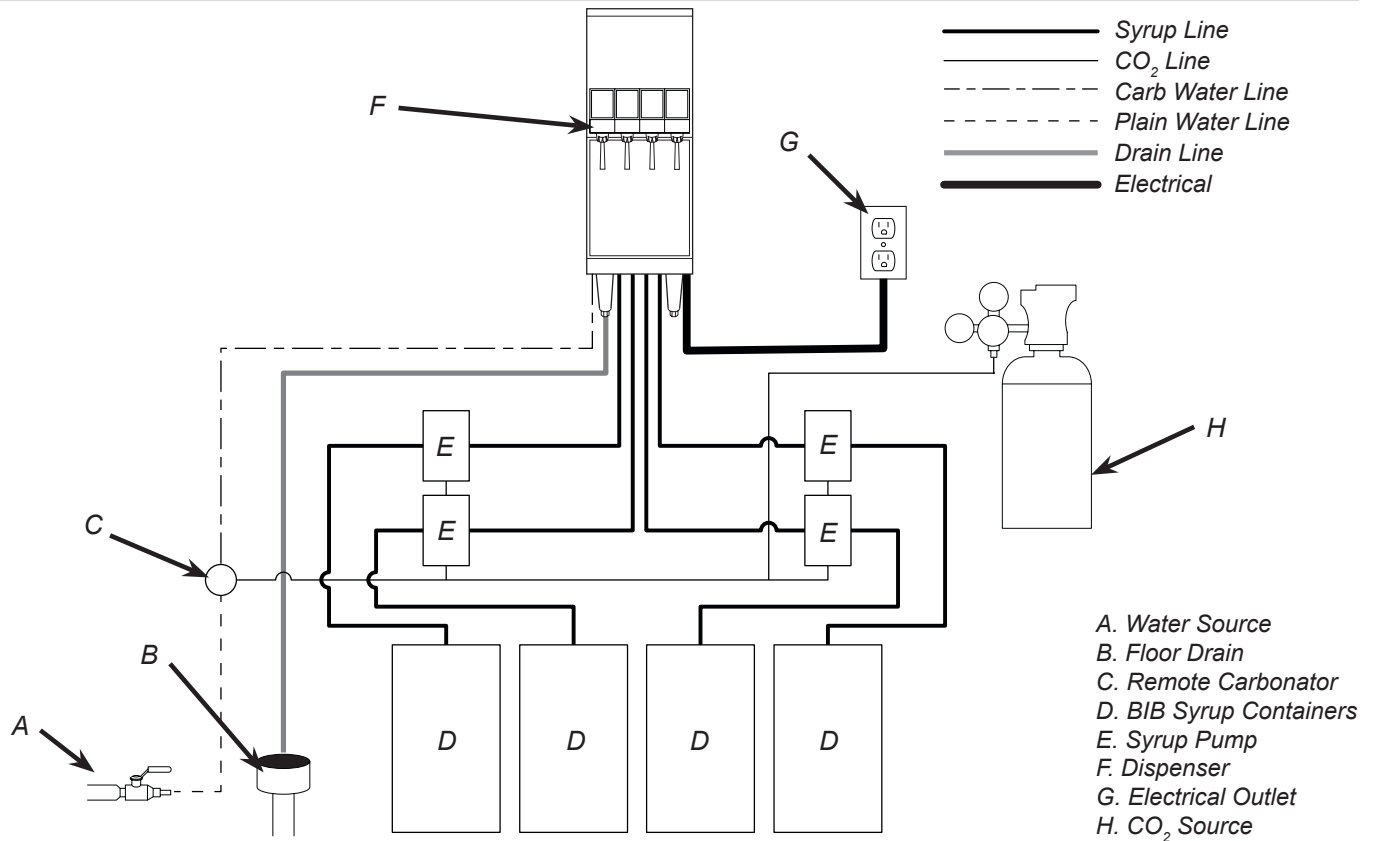 Syrup Line
CO2 Line
Carb Water Line
Plain Water Line
Drain Line
Electrical
F
G
H
E
E
E
E
C
B
A
D
D
D
D
A. Water Source
B. Floor Drain
C. Remote Carbonator
D. BIB Syrup Containers
E. Syrup Pump
F. Dispenser
G. Electrical Outlet
H. CO2 Source